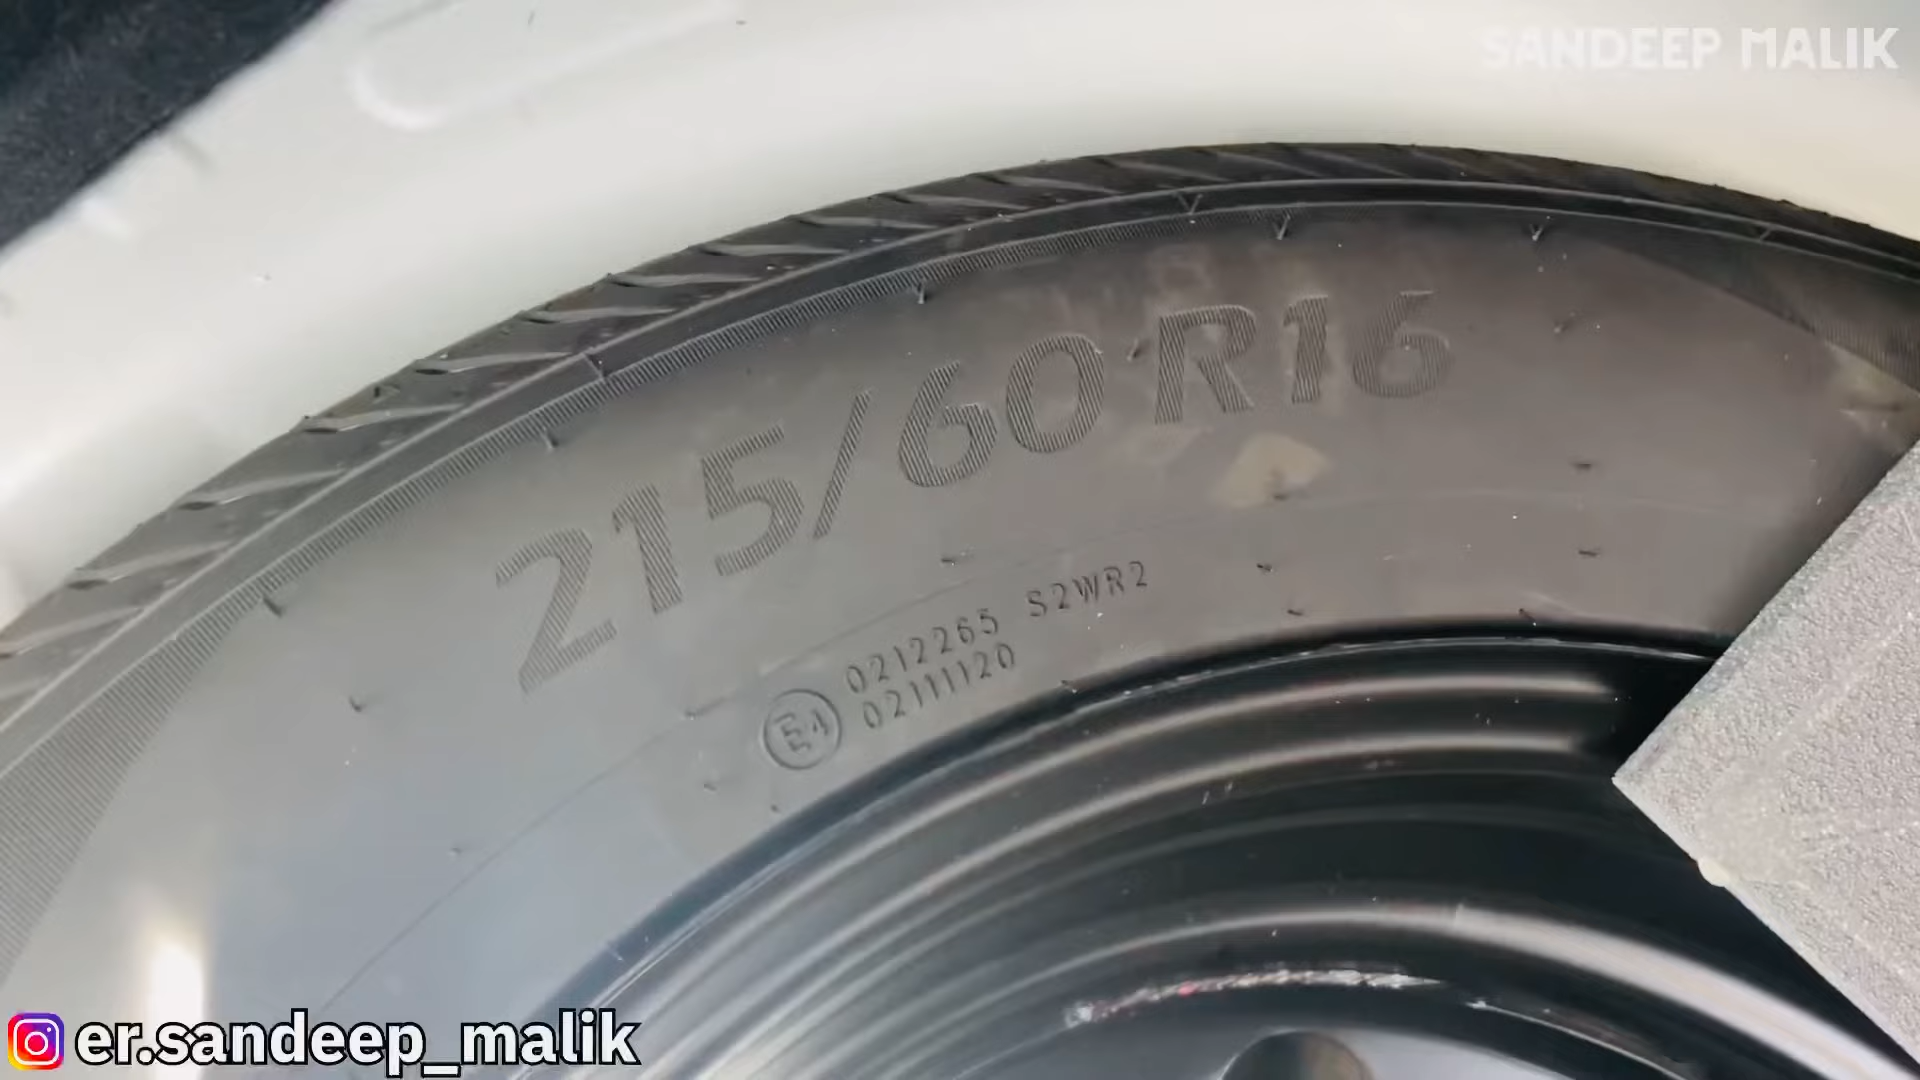 SANDEEP MALIK
215/60 R16
0212265 S2WR2
E4 02111120
er.sandeep_malik